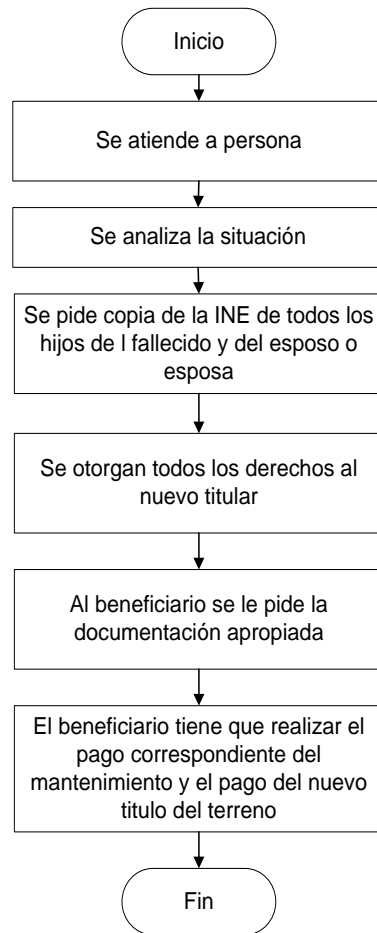 Inicio
Se atiende a persona
Se analiza la situación
Se pide copia de la INE de todos los
hijos de l fallecido y del esposo o
esposa
Se otorgan todos los derechos al
nuevo titular
Al beneficiario se le pide la
documentación apropiada
El beneficiario tiene que realizar el
pago correspondiente del
mantenimiento y el pago del nuevo
titulo del terreno
Fin